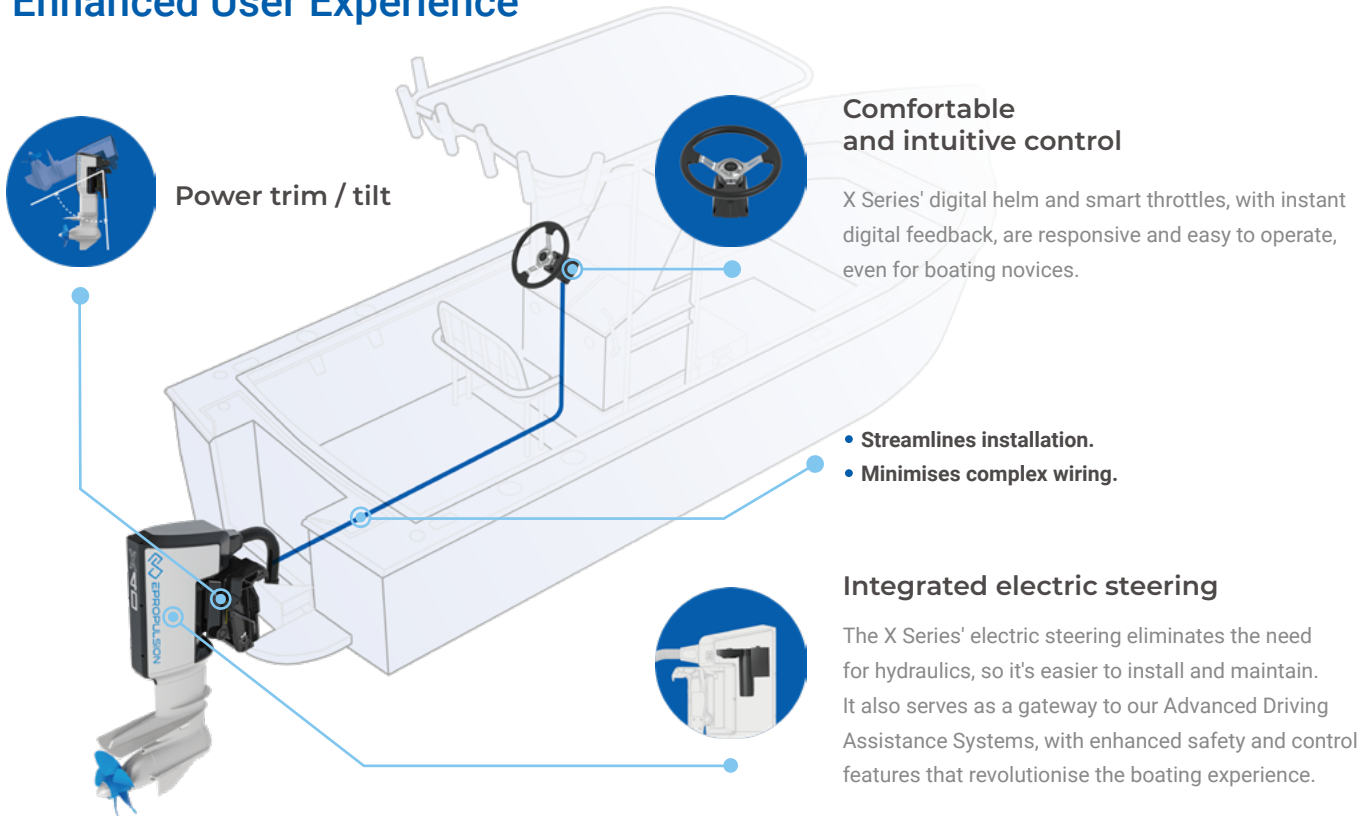 Enhanced User Experience
Power trim / tilt
Comfortable
and intuitive control
X Series' digital helm and smart throttles, with instant
digital feedback, are responsive and easy to operate,
even for boating novices.
• Streamlines installation.
• Minimises complex wiring.
X40
EPROPULSION
Integrated electric steering
The X Series' electric steering eliminates the need
for hydraulics, so it's easier to install and maintain.
It also serves as a gateway to our Advanced Driving
Assistance Systems, with enhanced safety and control
features that revolutionise the boating experience.